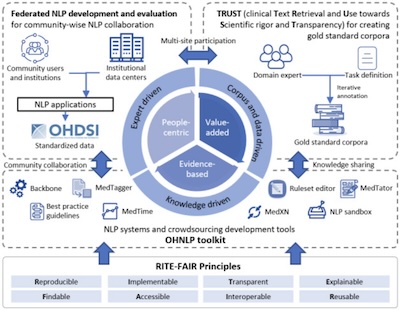 Federated NLP development and evaluation
for community-wise NLP collaboration
Community users
and institutions
Institutional
data centers
NLP applications
OHDSI
Standardized data
Multi-site participation
TRUST (clinical Text Retrieval and Use towards
Scientific rigor and Transparency) for creating
gold standard corpora
Domain expert
Task definition
Iterative
annotation
Gold standard corpora
Expert driven
Corpus and data driven
Knowledge driven
People-
centric
Value-
added
Evidence-
based
Community collaboration
Knowledge sharing
Backbone
MedTagger
Best practice
guidelines
MedTime
Ruleset editor
MedTator
MedXN
NLP sandbox
NLP systems and crowdsourcing development tools
OHNLP toolkit
RITE-FAIR Principles
Reproducible
Implementable
Transparent
Explainable
Findable
Accessible
Interoperable
Reusable